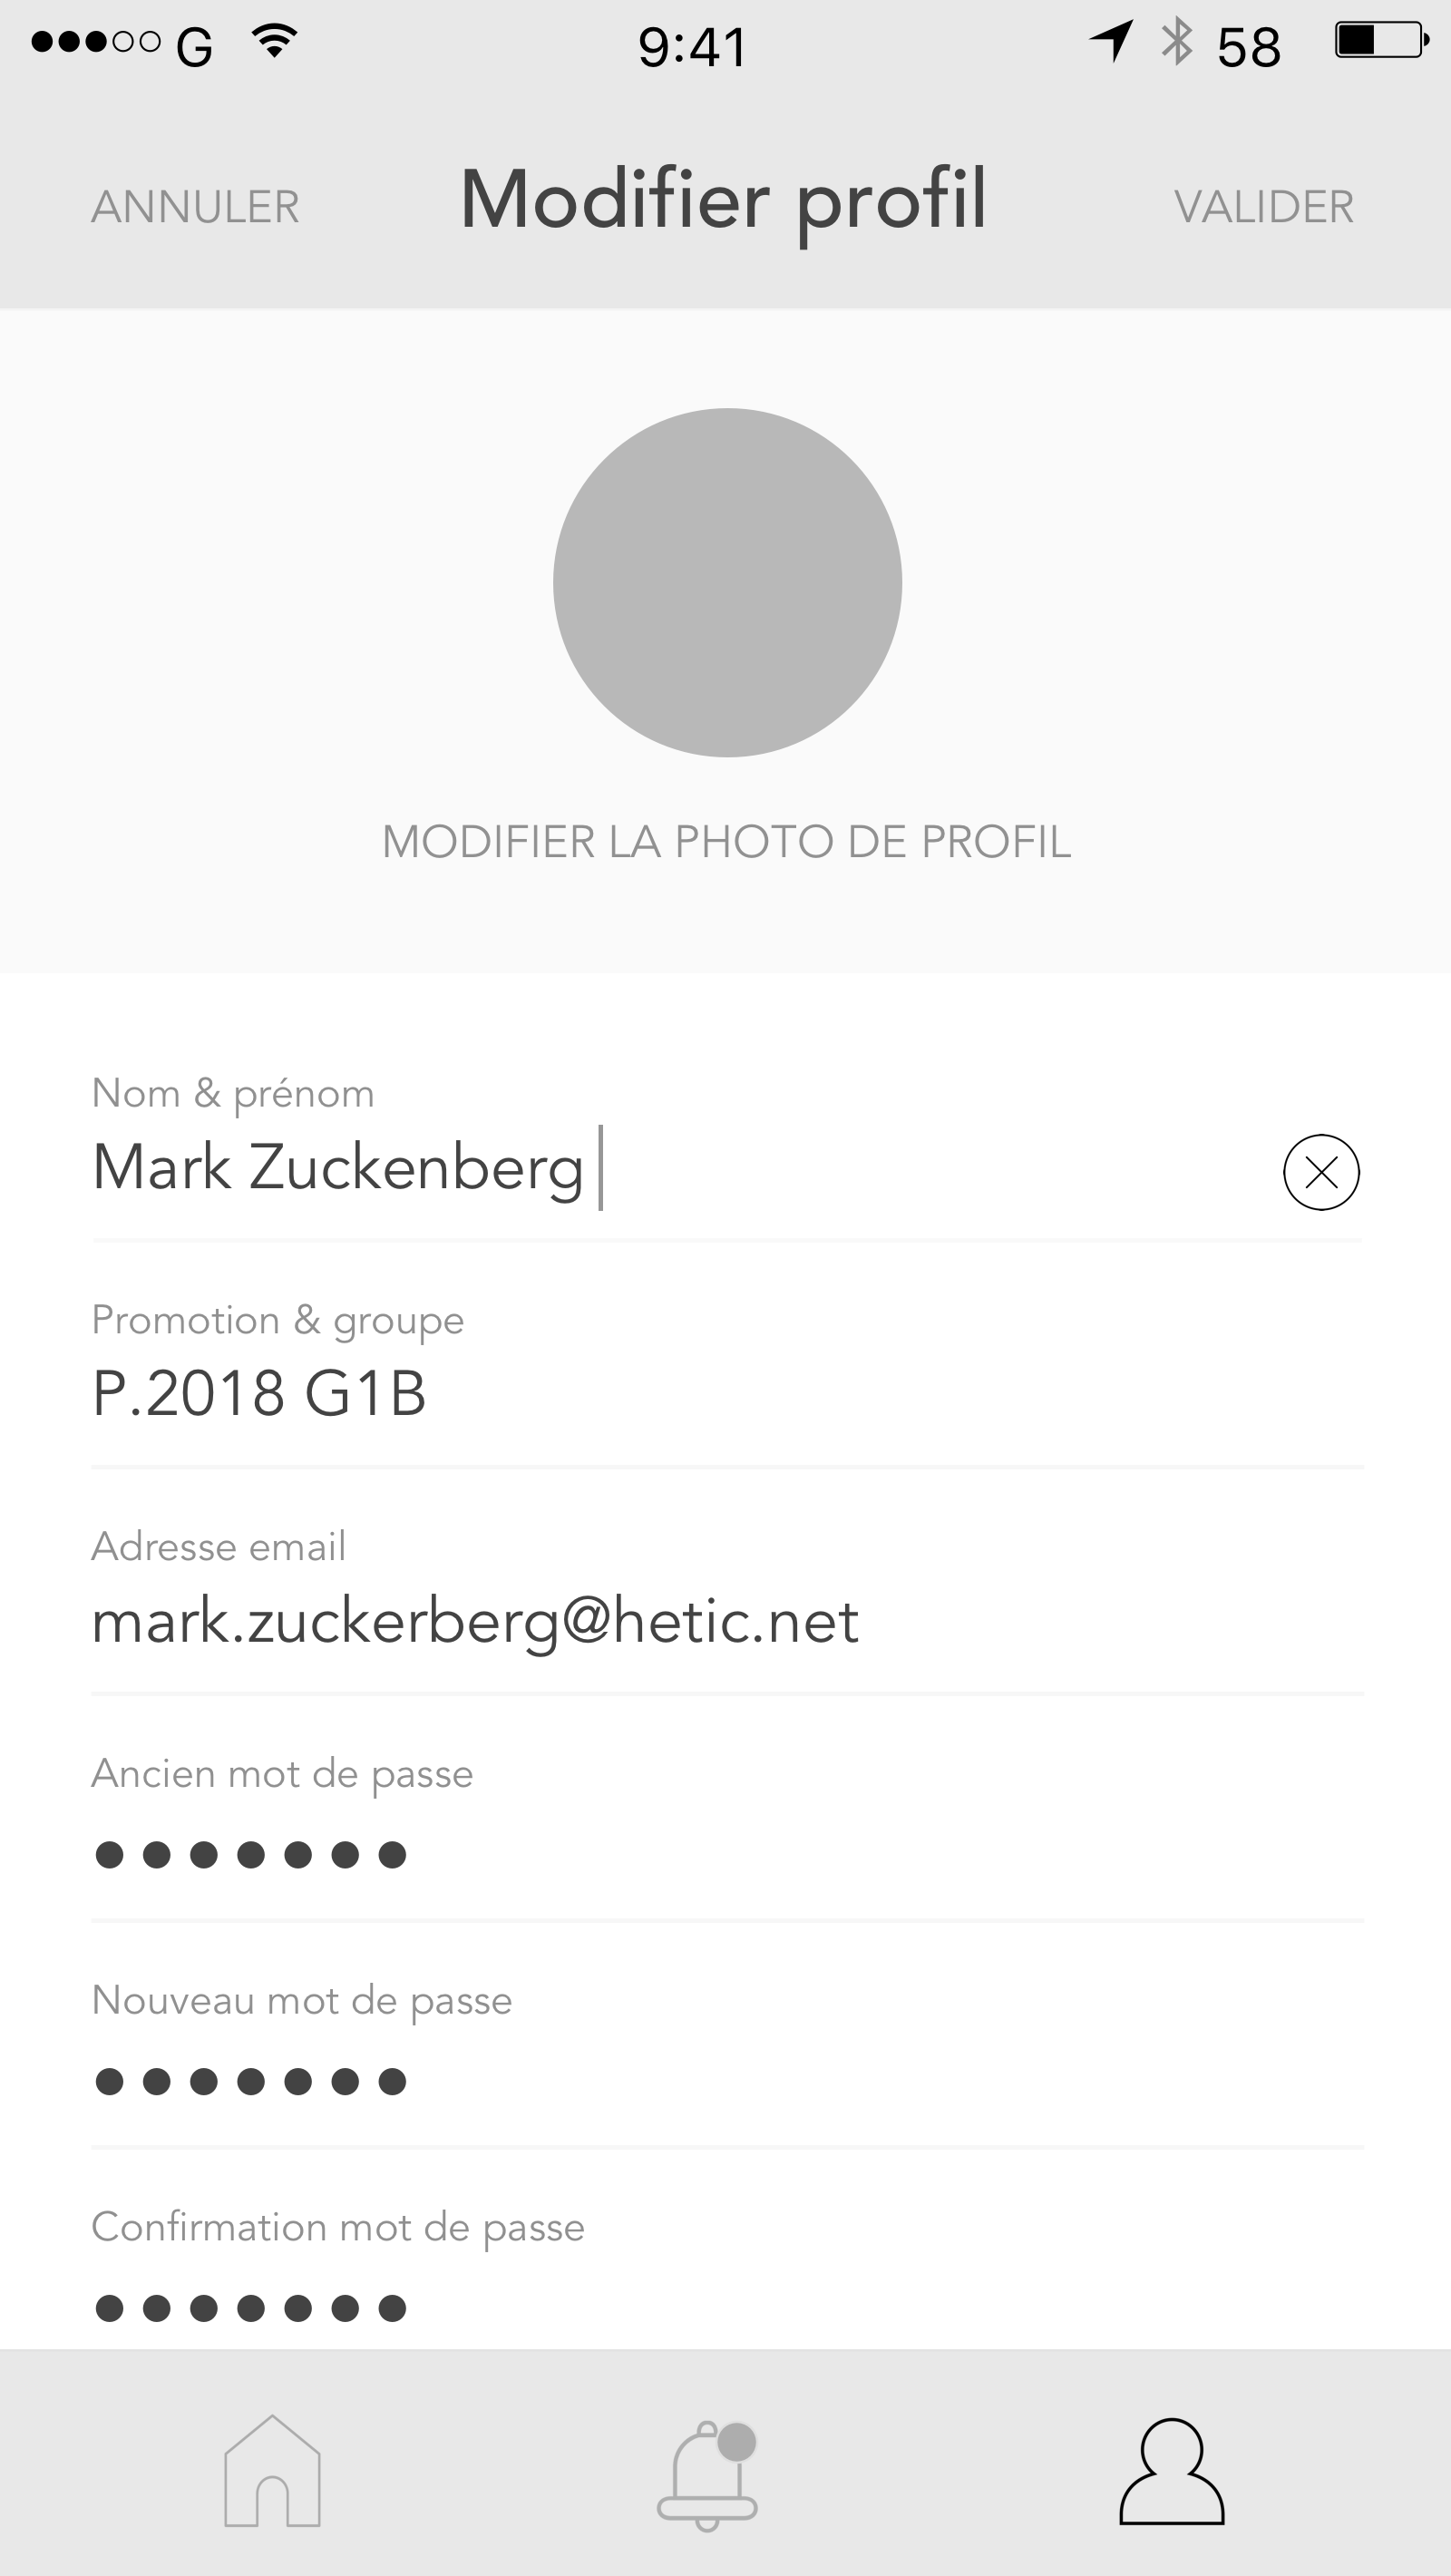 G 9:41 58
ANNULER Modifier profil VALIDER
MODIFIER LA PHOTO DE PROFIL
Nom & prénom
Mark Zuckenberg
Promotion & groupe
P.2018 G1B
Adresse email
mark.zuckerberg@hetic.net
Ancien mot de passe
●●●●●●●
Nouveau mot de passe
●●●●●●●
Confirmation mot de passe
●●●●●●●